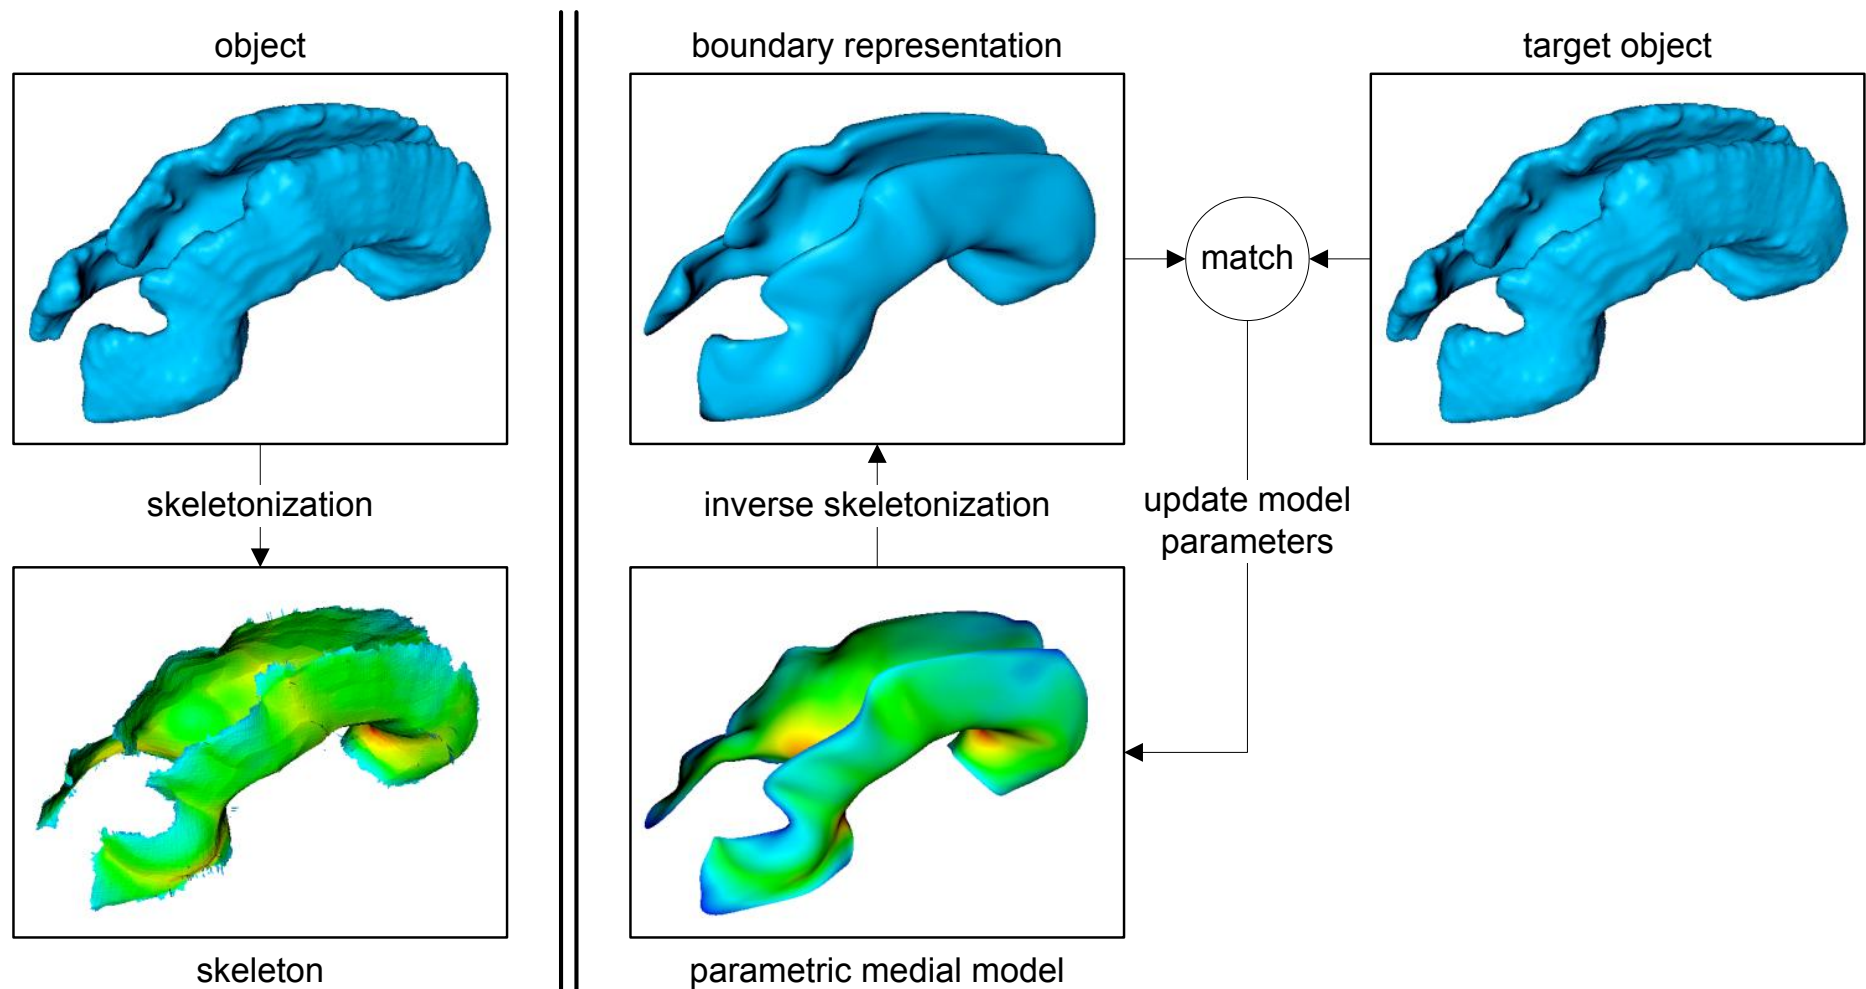 object
boundary representation
target object
match
skeletonization
inverse skeletonization
update model
parameters
skeleton
parametric medial model